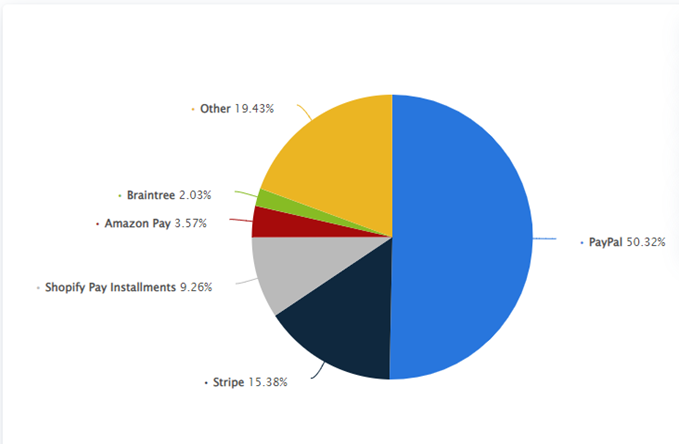 Other 19.43%
Braintree 2.03%
Amazon Pay 3.57%
PayPal 50.32%
Shopify Pay Installments 9.26%
Stripe 15.38%